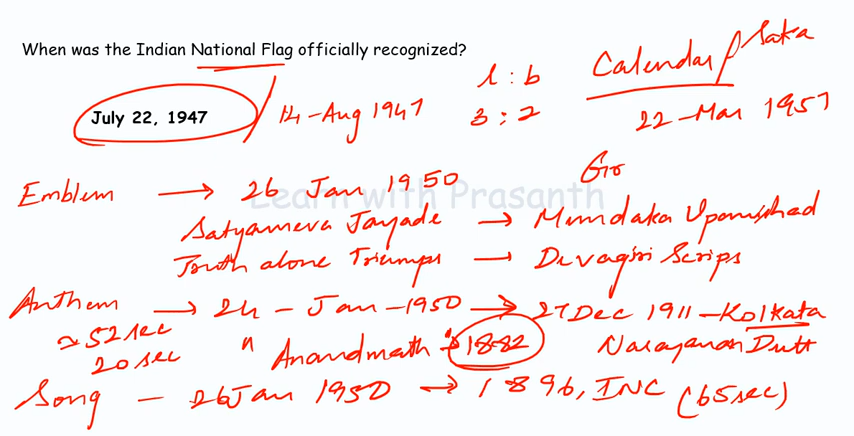 When was the Indian National Flag officially recognized?
July 22, 1947 / 14-Aug 1947
l : b
3 : 2
Calendar / Saka
22-Mar 1957
Gro
Learn with Prasanth
Emblem → 26 Jan 1950
Satyameva Jayade → Mundaka Upanishad
Truth alone Triumps → Devagiri Scrips
Anthem → 24 - Jan - 1950 → 27 Dec 1911 - Kolkata
≈ 52 sec
20 sec
" Anandmath 1882 Narayanan Dutt
Song - 26 Jan 1950 → 1896, INC (65 sec)